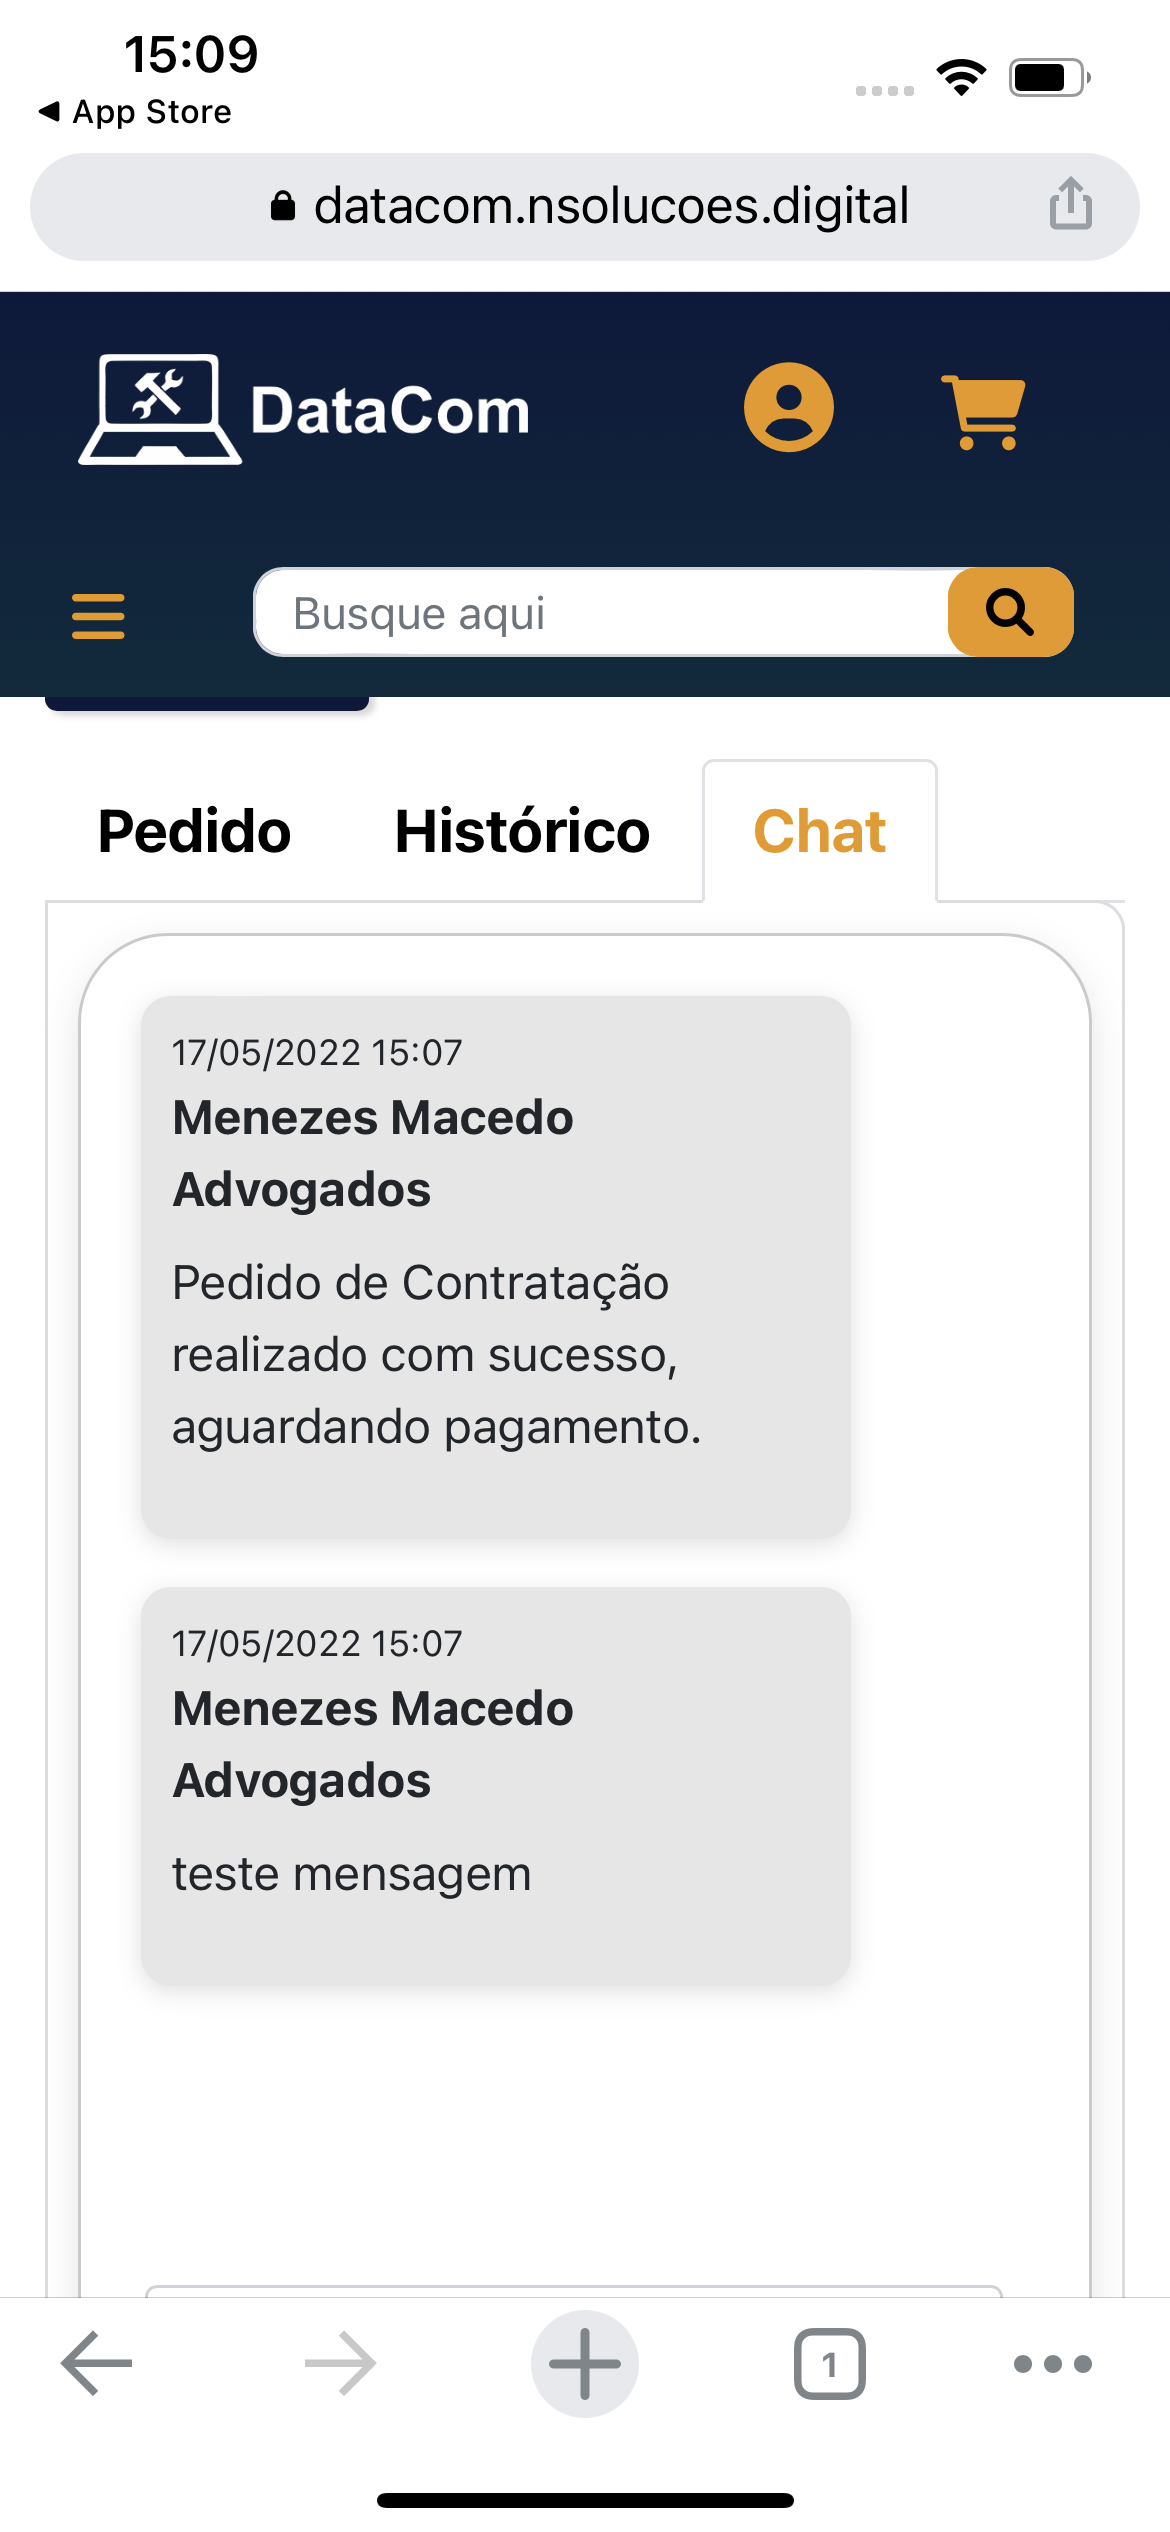 15:09
App Store
datacom.nsolucoes.digital
DataCom
Busque aqui
Pedido Histórico Chat
17/05/2022 15:07
Menezes Macedo
Advogados
Pedido de Contratação
realizado com sucesso,
aguardando pagamento.
17/05/2022 15:07
Menezes Macedo
Advogados
teste mensagem
1